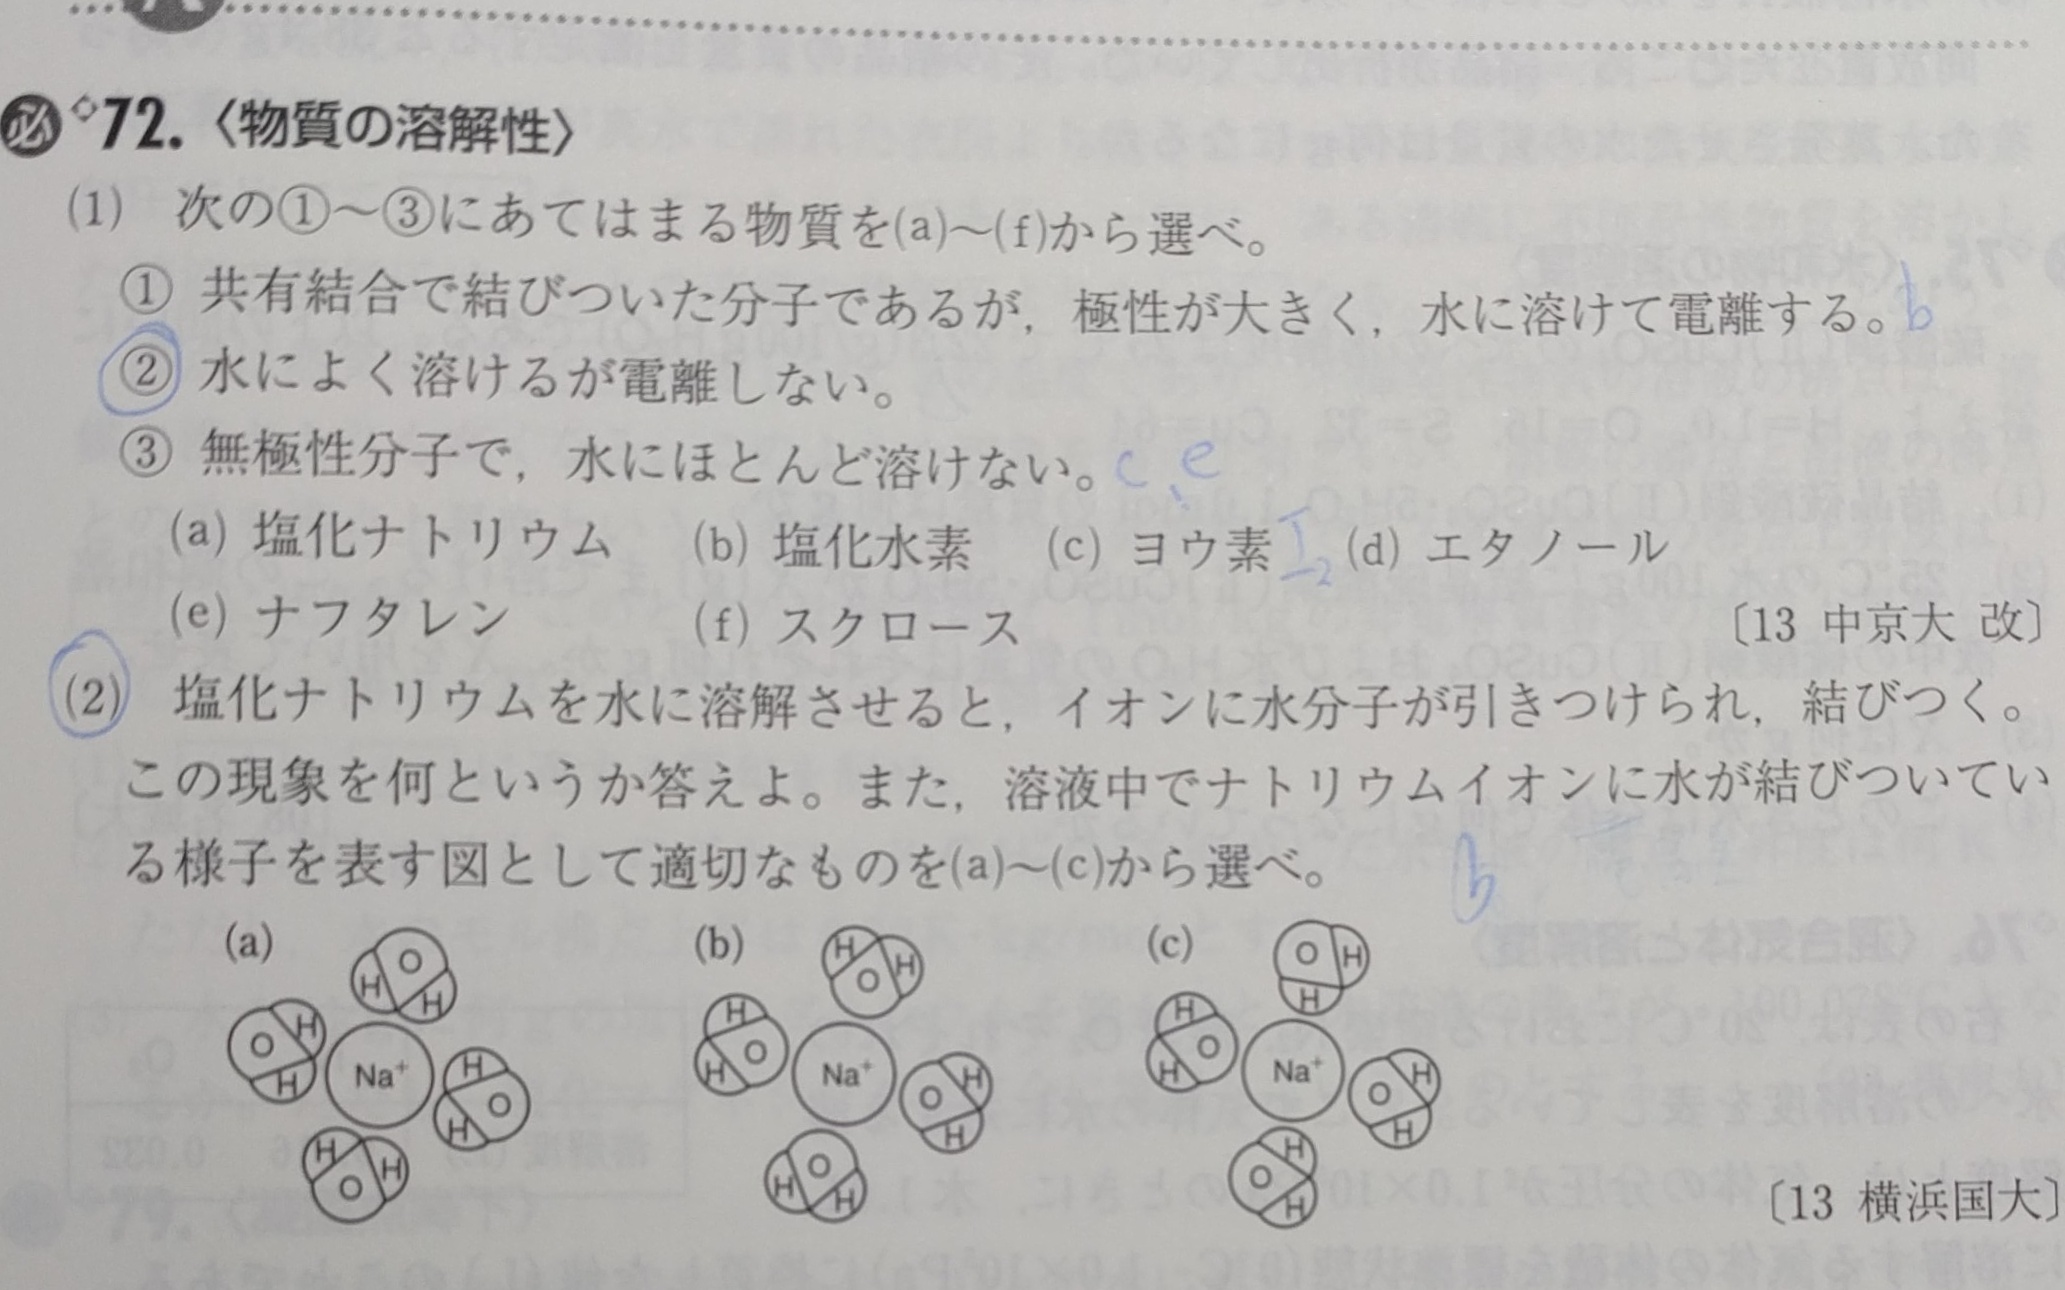 必 72.〈物質の溶解性〉
(1) 次の①～③にあてはまる物質を(a)～(f)から選べ。
① 共有結合で結びついた分子であるが，極性が大きく，水に溶けて電離する。b
② 水によく溶けるが電離しない。
③ 無極性分子で，水にほとんど溶けない。c、e
(a) 塩化ナトリウム (b) 塩化水素 (c) ヨウ素 I2 (d) エタノール
(e) ナフタレン (f) スクロース 〔13 中京大 改〕
(2) 塩化ナトリウムを水に溶解させると，イオンに水分子が引きつけられ，結びつく。
この現象を何というか答えよ。また，溶液中でナトリウムイオンに水が結びついてい
る様子を表す図として適切なものを(a)～(c)から選べ。 b
(a) (b) (c)
O H H O H H Na+ H O H H H O
H H O H O H Na+ O H H O H H
O H H H O H Na+ O H H H O H
〔13 横浜国大〕